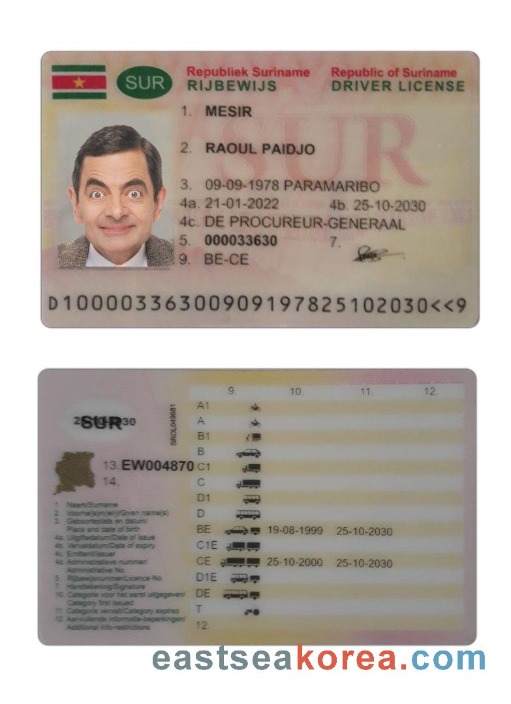 SUR
Republiek Suriname Republic of Suriname
RIJBEWIJS DRIVER LICENSE
1. MESIR
2. RAOUL PAIDJO
3. 09-09-1978 PARAMARIBO
4a. 21-01-2022 4b. 25-10-2030
4c. DE PROCUREUR-GENERAAL
5. 000033630 7.
9. BE-CE
D10000336300909197825102030<<9
9. 10. 11. 12.
A1
A
SUR
B1
B
13. EW004870 C1
14. C
D1
D
BE 19-08-1999 25-10-2030
C1E
CE 25-10-2000 25-10-2030
D1E
DE
T
12.
1. Naam/Surname
2. Voorna(a)m(en)/Given name(s)
3. Geboorteplaats en datum/
Place and date of birth
4a. Uitgiftedatum/Date of issue
4b. Vervaldatum/Date of expiry
4c. Emittent/Issuer
4d. Administratieve nummer/
Administrative No.
5. Rijbewijsnummer/Licence No.
7. Handtekening/Signature
10. Categorie voor het eerst uitgegeven/
Category first issued
11. Categorie vervalt/Category expires
12. Aanvullende informatie-beperkingen/
Additional info-restrictions
eastseakorea.com